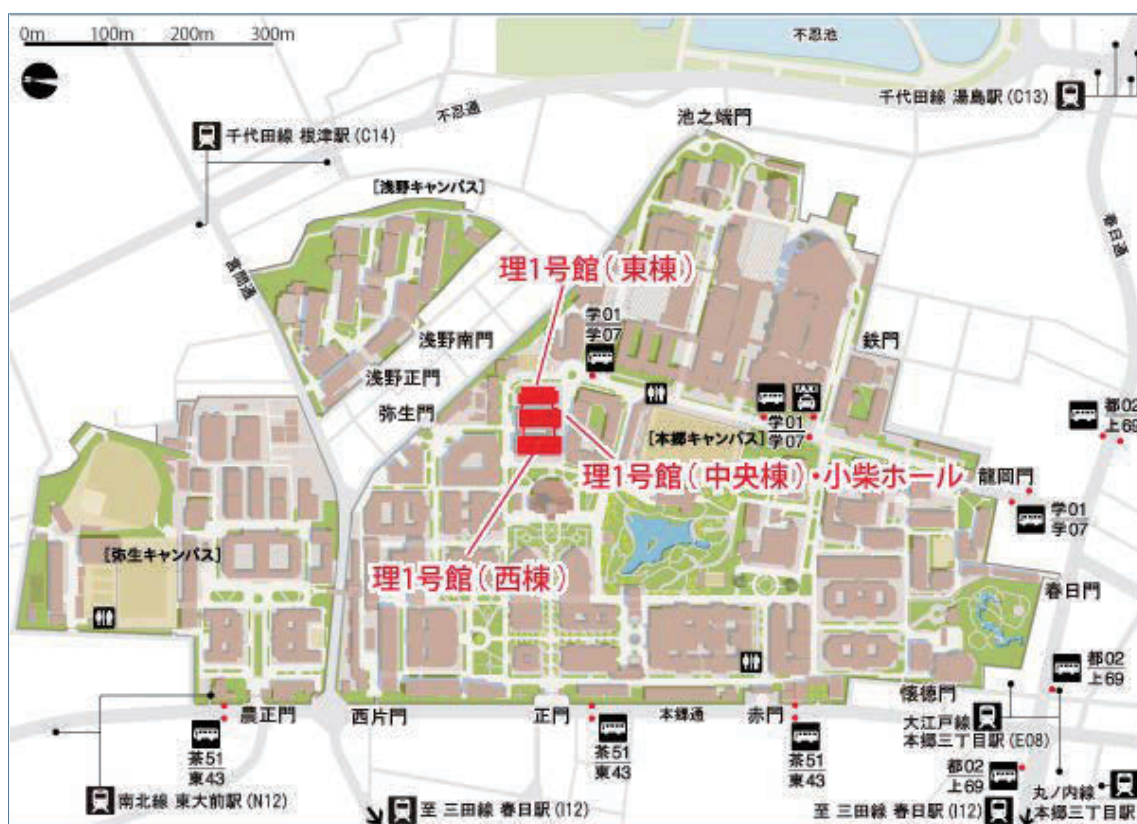 0m 100m 200m 300m
不忍池
千代田線 湯島駅(C13)
池之端門
不忍通
千代田線 根津駅(C14)
[浅野キャンパス]
春日通
言問通
理1号館(東棟)
学01
学07
浅野南門
鉄門
浅野正門
弥生門
TAXI
都02
上69
学01
学07
[本郷キャンパス]
理1号館(中央棟)・小柴ホール
龍岡門
学01
学07
[弥生キャンパス]
理1号館(西棟)
春日門
都02
上69
懐徳門
農正門
西片門
正門
本郷通
赤門
大江戸線
本郷三丁目駅(E08)
茶51
東43
茶51
東43
茶51
東43
都02
上69
丸ノ内線
本郷三丁目駅
南北線 東大前駅(N12)
至 三田線 春日駅(I12)
至 三田線 春日駅(I12)